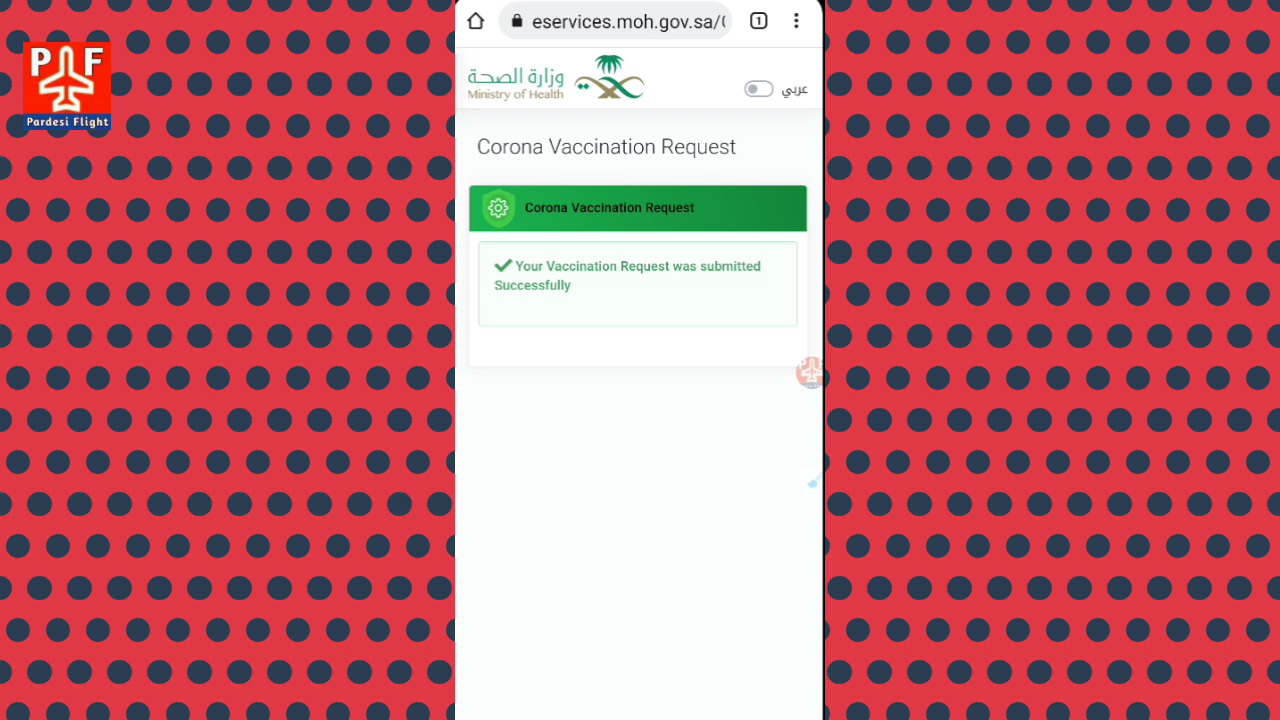 P F
Pardesi Flight
eservices.moh.gov.sa/
1
وزارة الصحة
Ministry of Health
عربي
Corona Vaccination Request
Corona Vaccination Request
Your Vaccination Request was submitted
Successfully